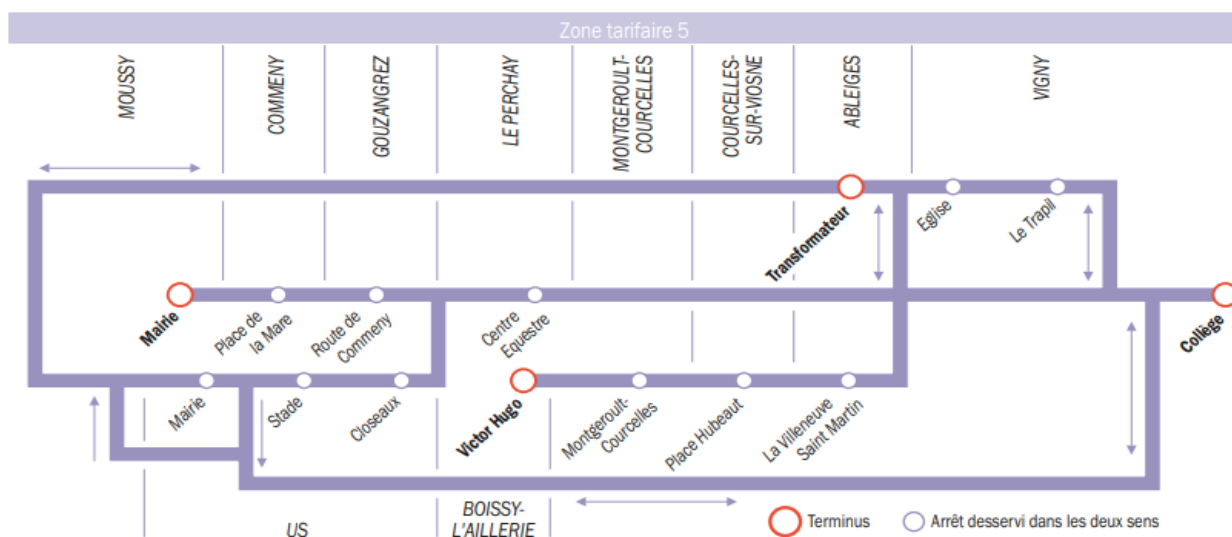 Zone tarifaire 5
MOUSSY
COMMENY
GOUZANGREZ
LE PERCHAY
MONTGEROULT-
COURCELLES
COURCELLES-
SUR-VIOSNE
ABLEIGES
VIGNY
Transformateur
Eglise
Le Trapil
Mairie
Place de
la Mare
Route de
Commeny
Centre
Equestre
Collège
Mairie
Stade
Closeaux
Victor Hugo
Montgeroult-
Courcelles
Place Hubeaut
La Villeneuve
Saint Martin
US
BOISSY-
L'AILLERIE
Terminus
Arrêt desservi dans les deux sens